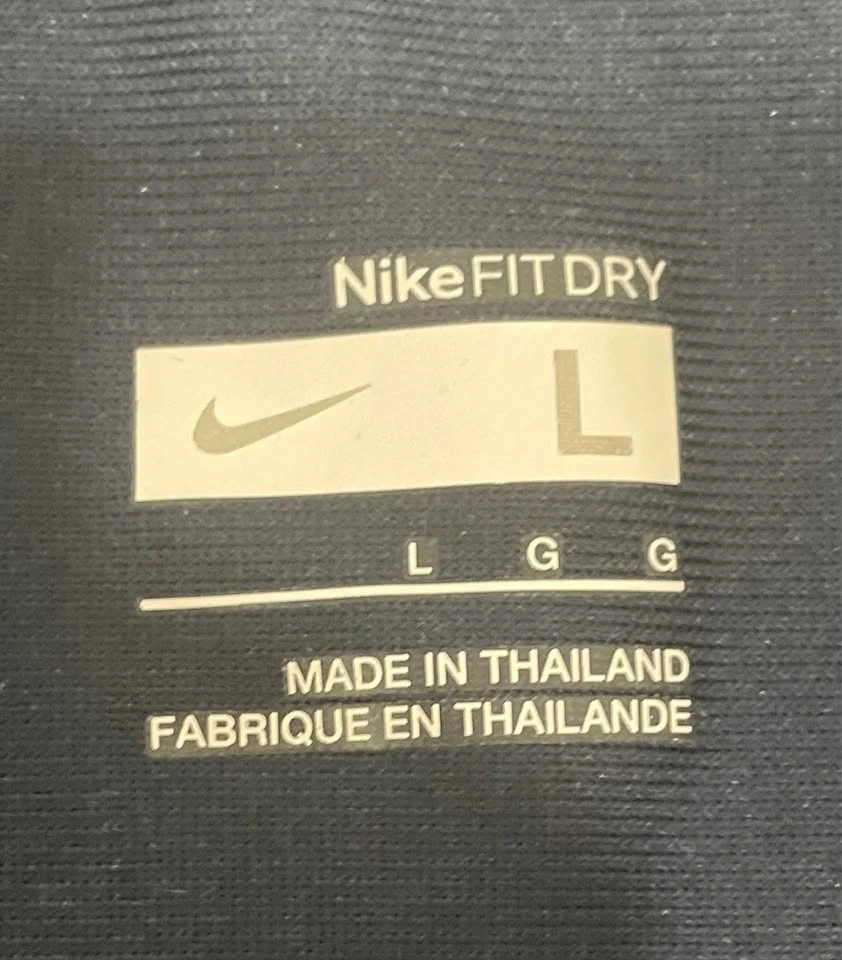 NikeFIT DRY
L
L G G
MADE IN THAILAND
FABRIQUE EN THAILANDE